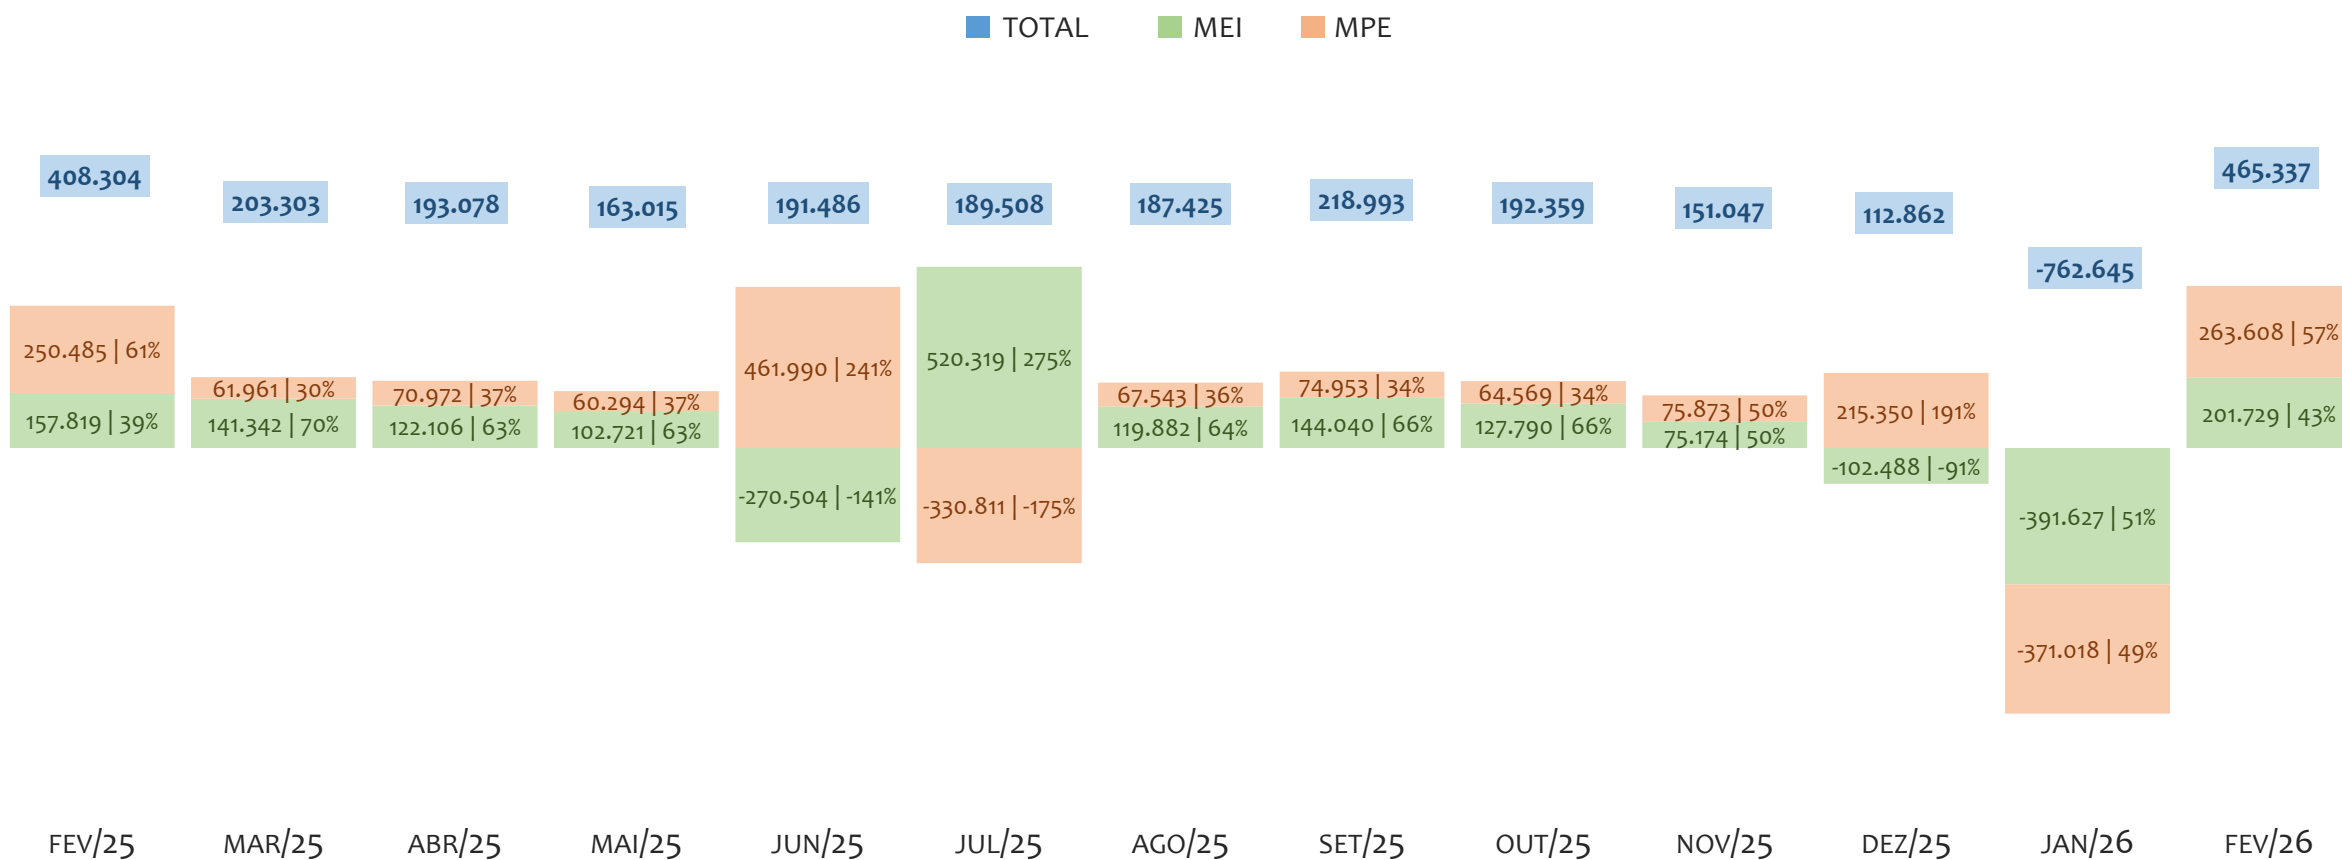 TOTAL MEI MPE
408.304 203.303 193.078 163.015 191.486 189.508 187.425 218.993 192.359 151.047 112.862 -762.645 465.337
250.485 | 61% 61.961 | 30% 70.972 | 37% 60.294 | 37% 461.990 | 241% 520.319 | 275% 67.543 | 36% 74.953 | 34% 64.569 | 34% 75.873 | 50% 215.350 | 191% -391.627 | 51% 263.608 | 57%
157.819 | 39% 141.342 | 70% 122.106 | 63% 102.721 | 63% -270.504 | -141% -330.811 | -175% 119.882 | 64% 144.040 | 66% 127.790 | 66% 75.174 | 50% -102.488 | -91% -371.018 | 49% 201.729 | 43%
FEV/25 MAR/25 ABR/25 MAI/25 JUN/25 JUL/25 AGO/25 SET/25 OUT/25 NOV/25 DEZ/25 JAN/26 FEV/26